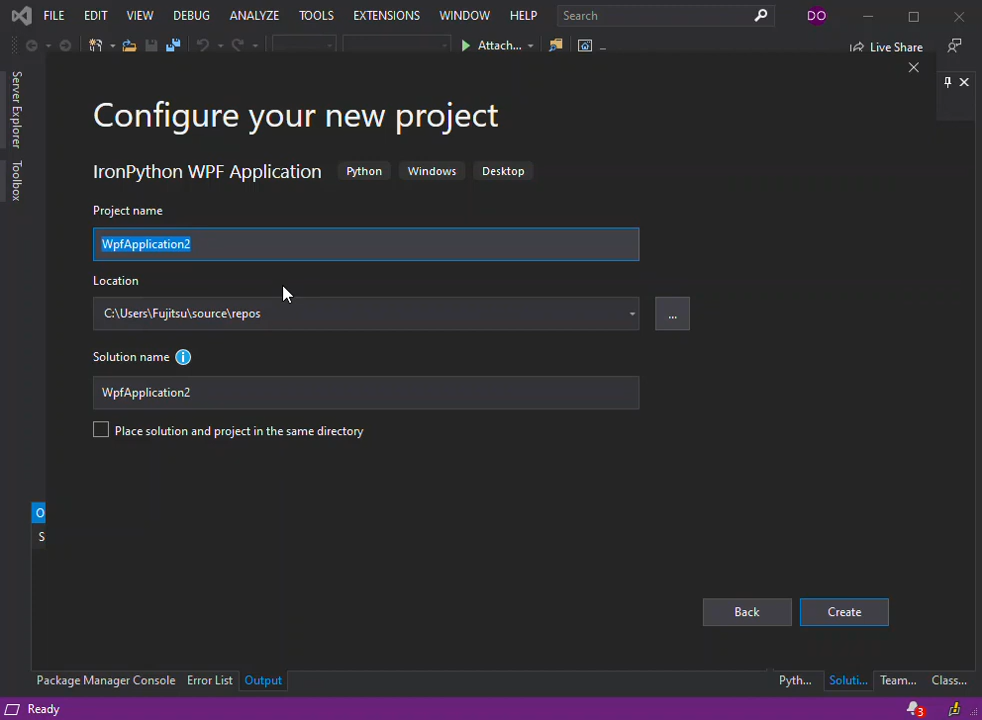 FILE EDIT VIEW DEBUG ANALYZE TOOLS EXTENSIONS WINDOW HELP Search DO
Attach... Live Share
Server Explorer
Toolbox
Configure your new project
IronPython WPF Application Python Windows Desktop
Project name
WpfApplication2
Location
C:\Users\Fujitsu\source\repos ...
Solution name
WpfApplication2
Place solution and project in the same directory
O
S
Back Create
Package Manager Console Error List Output Pyth... Soluti... Team... Class...
Ready 3